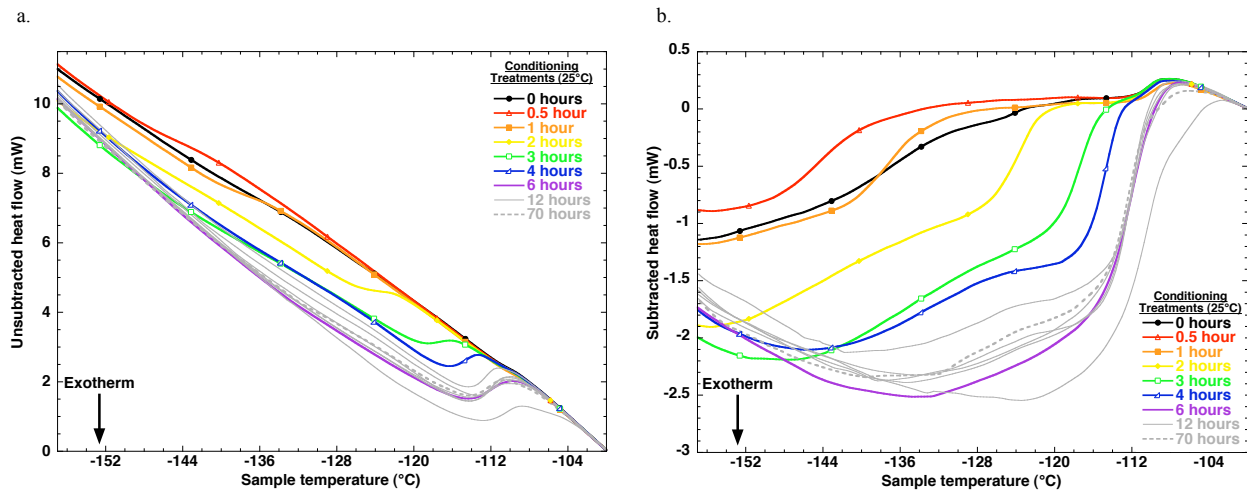 a.
Unsubtracted heat flow (mW)
10
8
6
4
2
0
Conditioning
Treatments (25°C)
0 hours
0.5 hour
1 hour
2 hours
3 hours
4 hours
6 hours
12 hours
70 hours
Exotherm
-152 -144 -136 -128 -120 -112 -104
Sample temperature (°C)
b.
Subtracted heat flow (mW)
0.5
0
-0.5
-1
-1.5
-2
-2.5
-3
Conditioning
Treatments (25°C)
0 hours
0.5 hour
1 hour
2 hours
3 hours
4 hours
6 hours
12 hours
70 hours
Exotherm
-152 -144 -136 -128 -120 -112 -104
Sample temperature (°C)